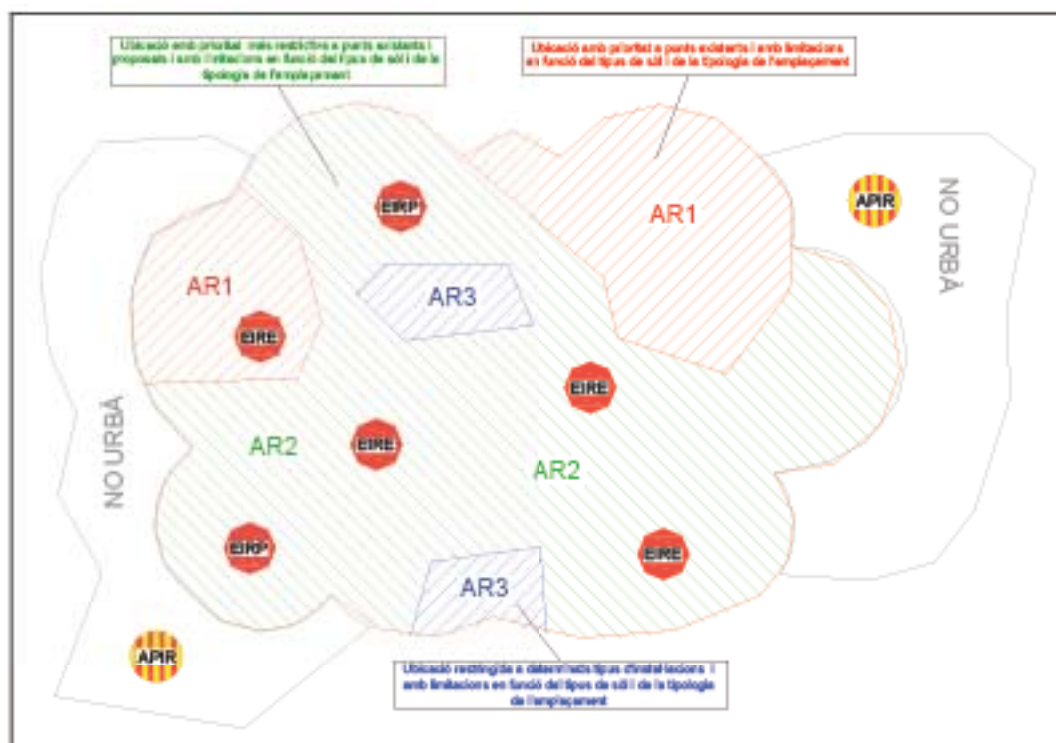 Ubicació amb prioritat més restrictiva a punts existents i
proposats i amb limitacions en funció del tipus de sòl i de la
tipologia de l'emplaçament
Ubicació amb prioritat a punts existents i amb limitacions
en funció del tipus de sòl i de la tipologia de l'emplaçament
EIRP
APIR
NO URBÀ
AR1
AR1
AR3
EIRE
EIRE
NO URBÀ
AR2
EIRE
AR2
EIRP
EIRE
AR3
APIR
Ubicació restringida a determinats tipus d'instal·lacions i
amb limitacions en funció del tipus de sòl i de la tipologia
de l'emplaçament